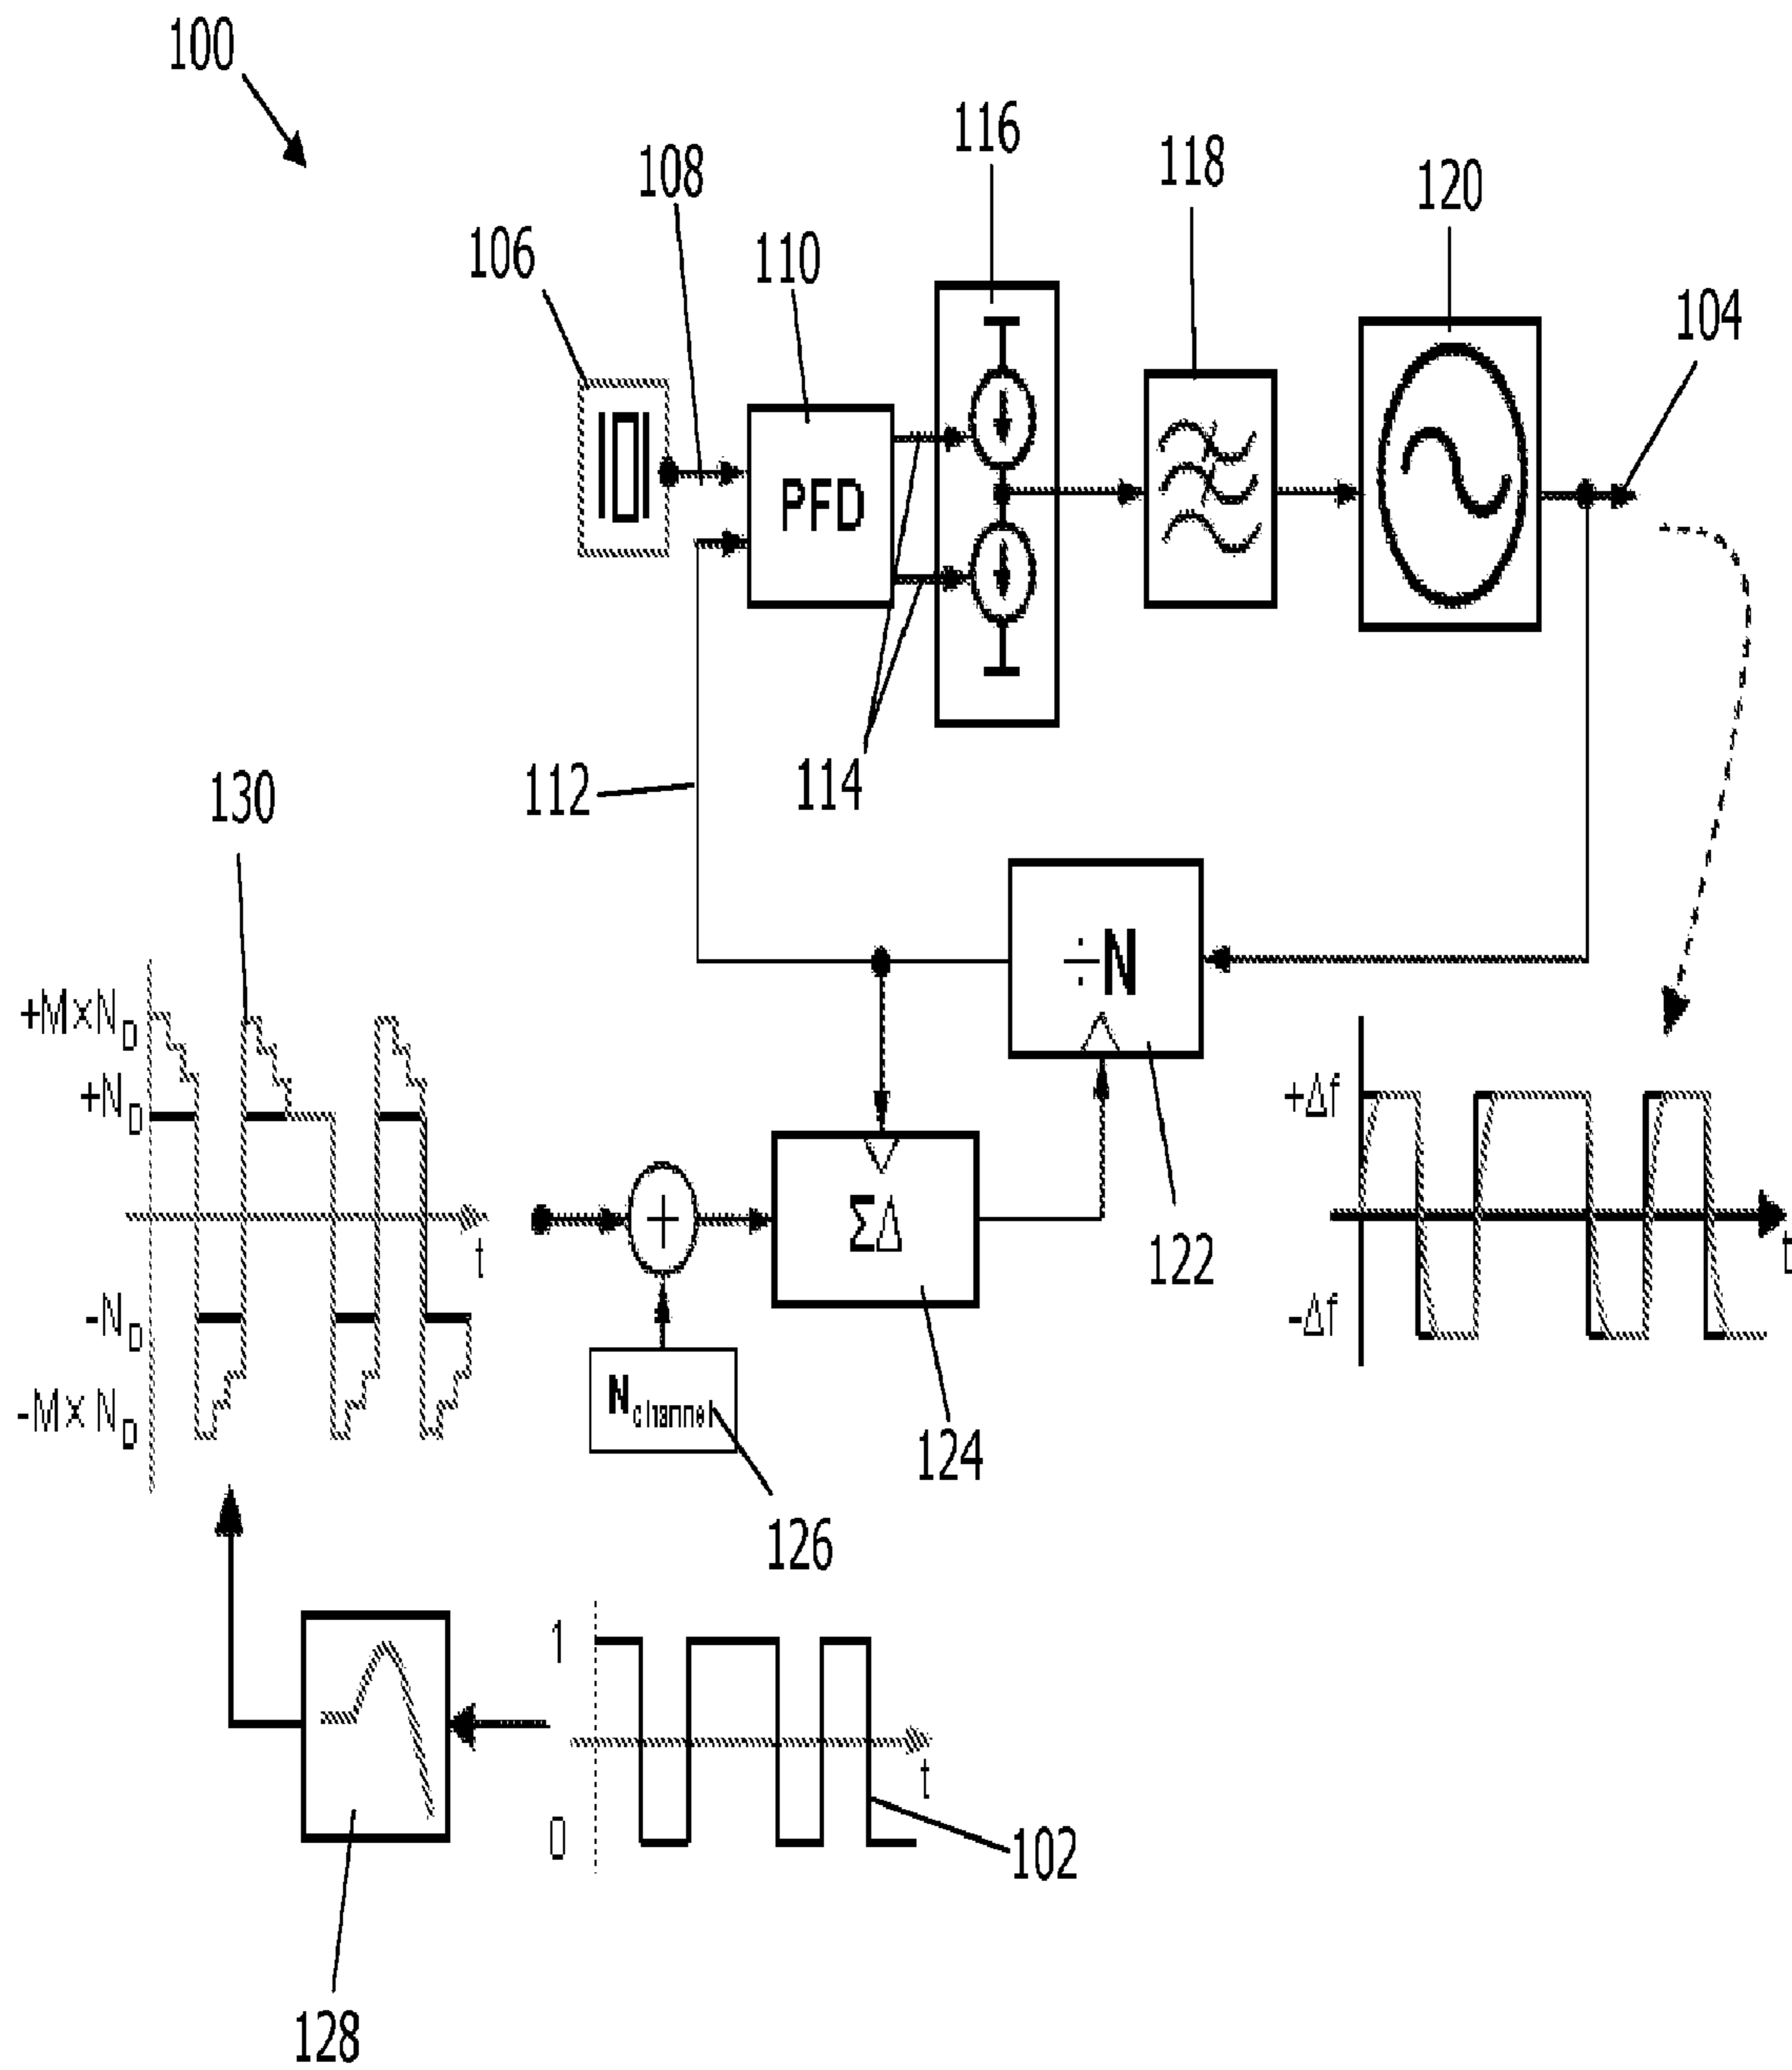 100
116
108
118
120
106
110
104
PFD
112
114
130
÷N
+M×N_D
+N_D
+Δf
t
+
ΣΔ
122
t
-N_D
-Δf
N_channel
-M×N_D
124
126
1
t
0
102
128